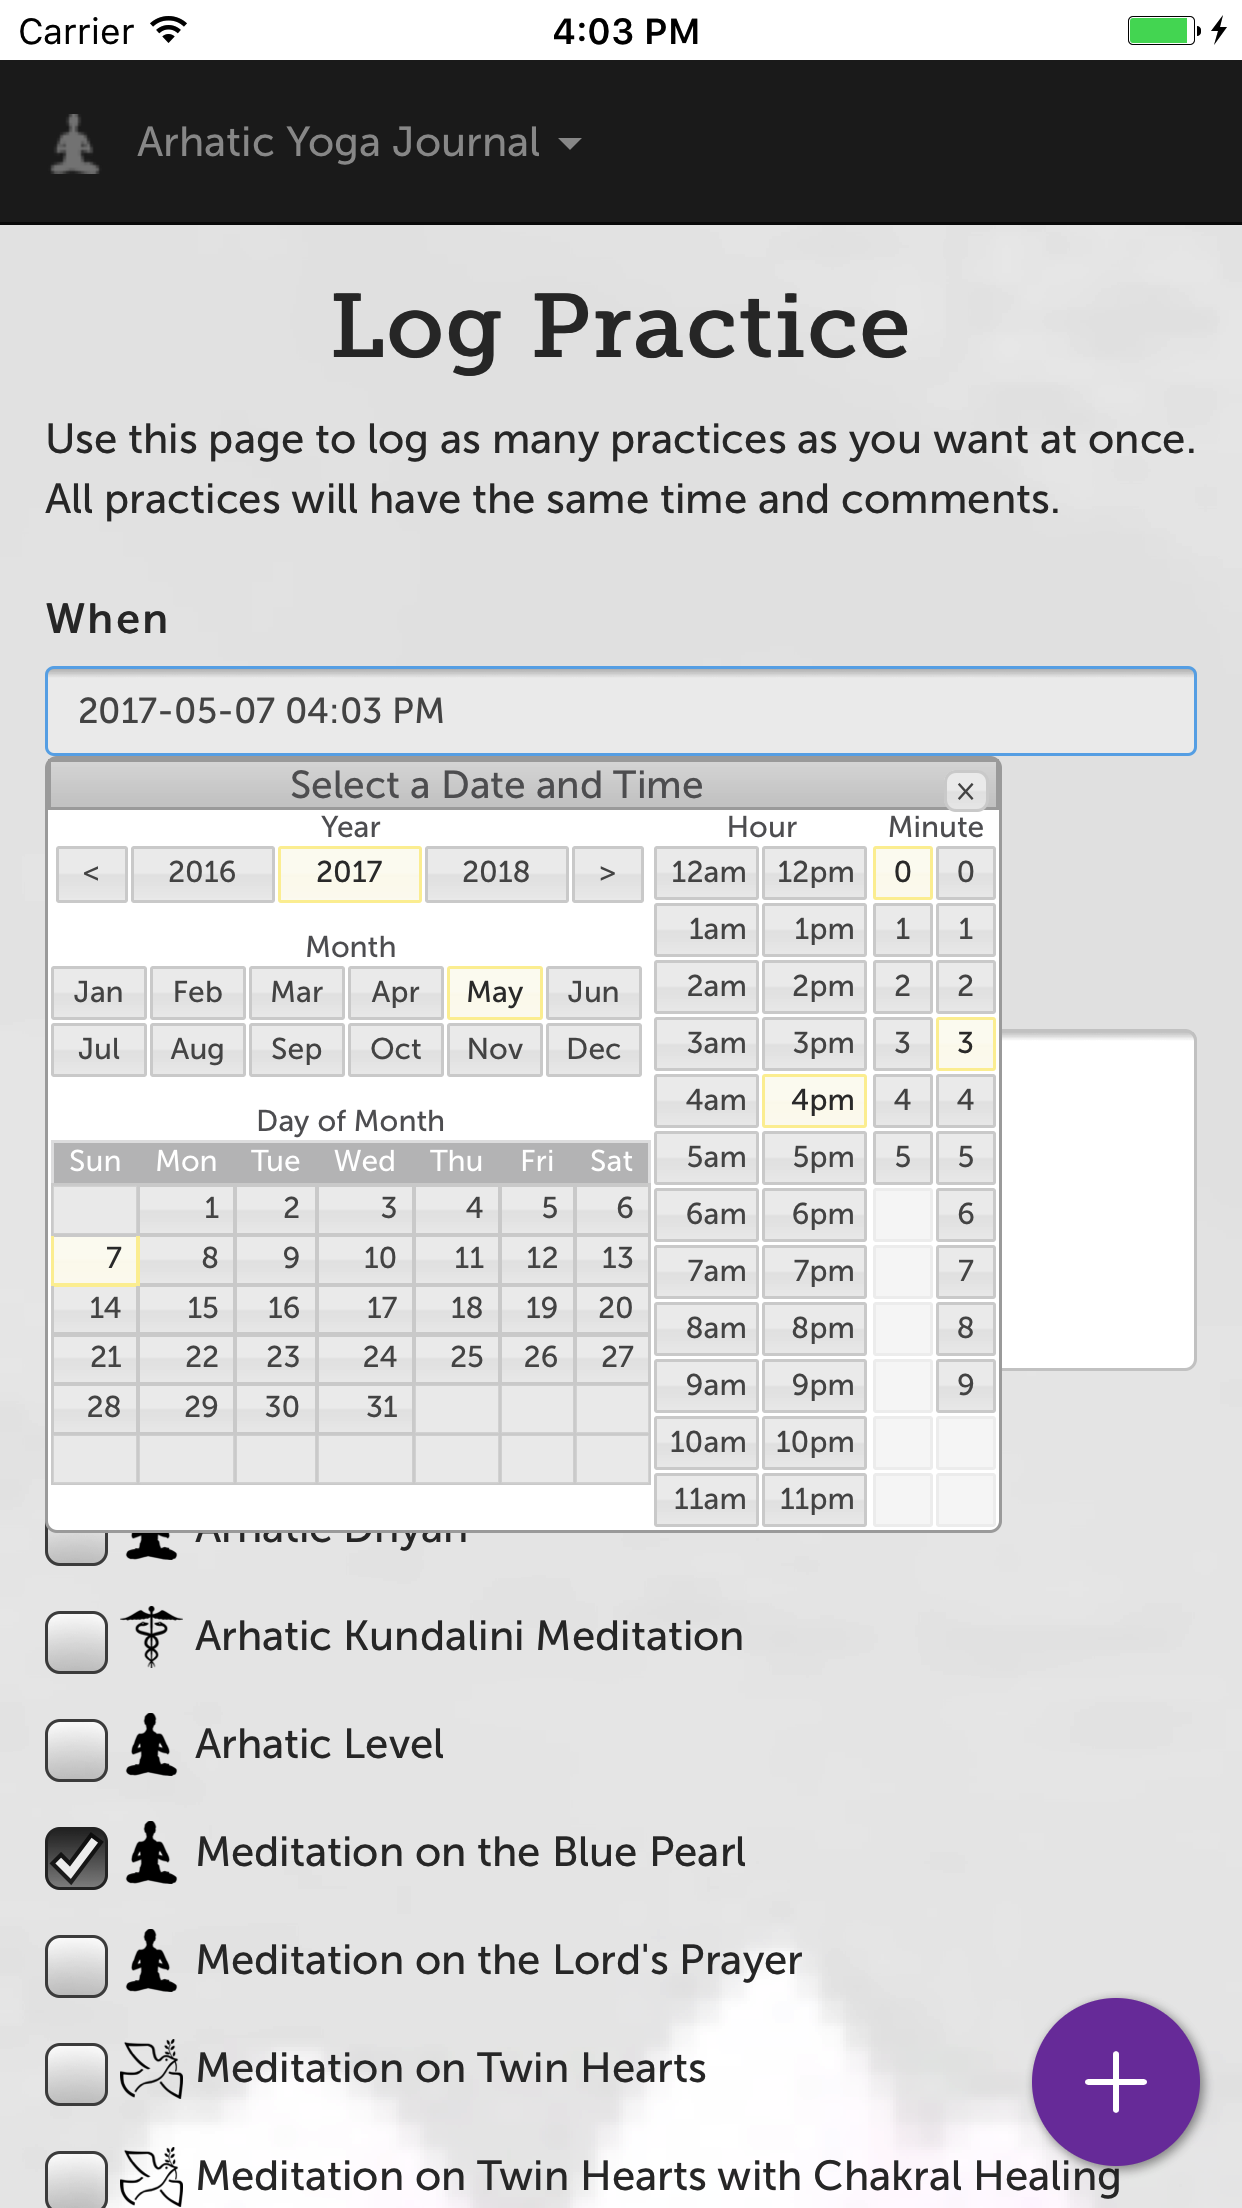 Carrier 4:03 PM
Arhatic Yoga Journal
Log Practice
Use this page to log as many practices as you want at once.
All practices will have the same time and comments.
When
2017-05-07 04:03 PM
Select a Date and Time x
Year
< 2016 2017 2018 >
Month
Jan Feb Mar Apr May Jun
Jul Aug Sep Oct Nov Dec
Day of Month
Sun Mon Tue Wed Thu Fri Sat
1 2 3 4 5 6
7 8 9 10 11 12 13
14 15 16 17 18 19 20
21 22 23 24 25 26 27
28 29 30 31
Hour Minute
12am 12pm 0 0
1am 1pm 1 1
2am 2pm 2 2
3am 3pm 3 3
4am 4pm 4 4
5am 5pm 5 5
6am 6pm 6
7am 7pm 7
8am 8pm 8
9am 9pm 9
10am 10pm
11am 11pm
Arhatic Dhyan
Arhatic Kundalini Meditation
Arhatic Level
Meditation on the Blue Pearl
Meditation on the Lord's Prayer
Meditation on Twin Hearts
Meditation on Twin Hearts with Chakral Healing